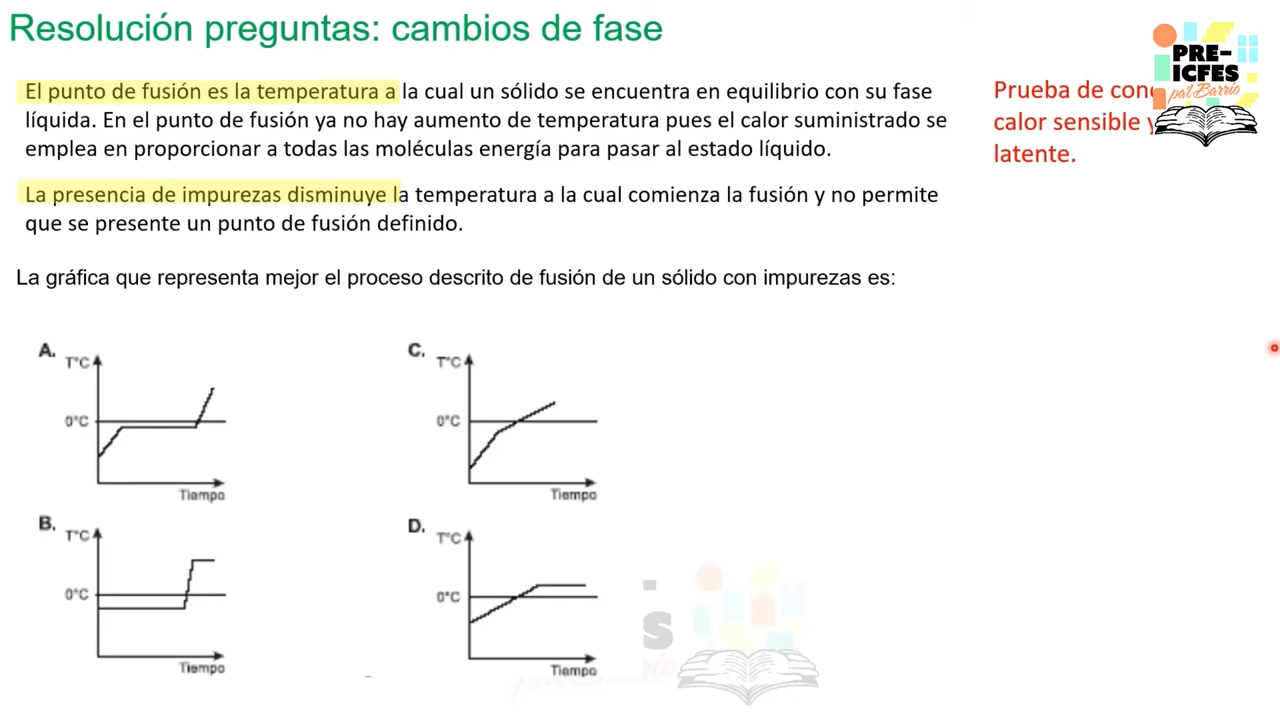 Resolución preguntas: cambios de fase
PRE-
ICFES
pa'l Barrio
El punto de fusión es la temperatura a la cual un sólido se encuentra en equilibrio con su fase
líquida. En el punto de fusión ya no hay aumento de temperatura pues el calor suministrado se
emplea en proporcionar a todas las moléculas energía para pasar al estado líquido.
La presencia de impurezas disminuye la temperatura a la cual comienza la fusión y no permite
que se presente un punto de fusión definido.
Prueba de
calor sensible
latente.
La gráfica que representa mejor el proceso descrito de fusión de un sólido con impurezas es:
A.
T°C
0°C
Tiempo
C.
T°C
0°C
Tiempo
B.
T°C
0°C
Tiempo
D.
T°C
0°C
Tiempo